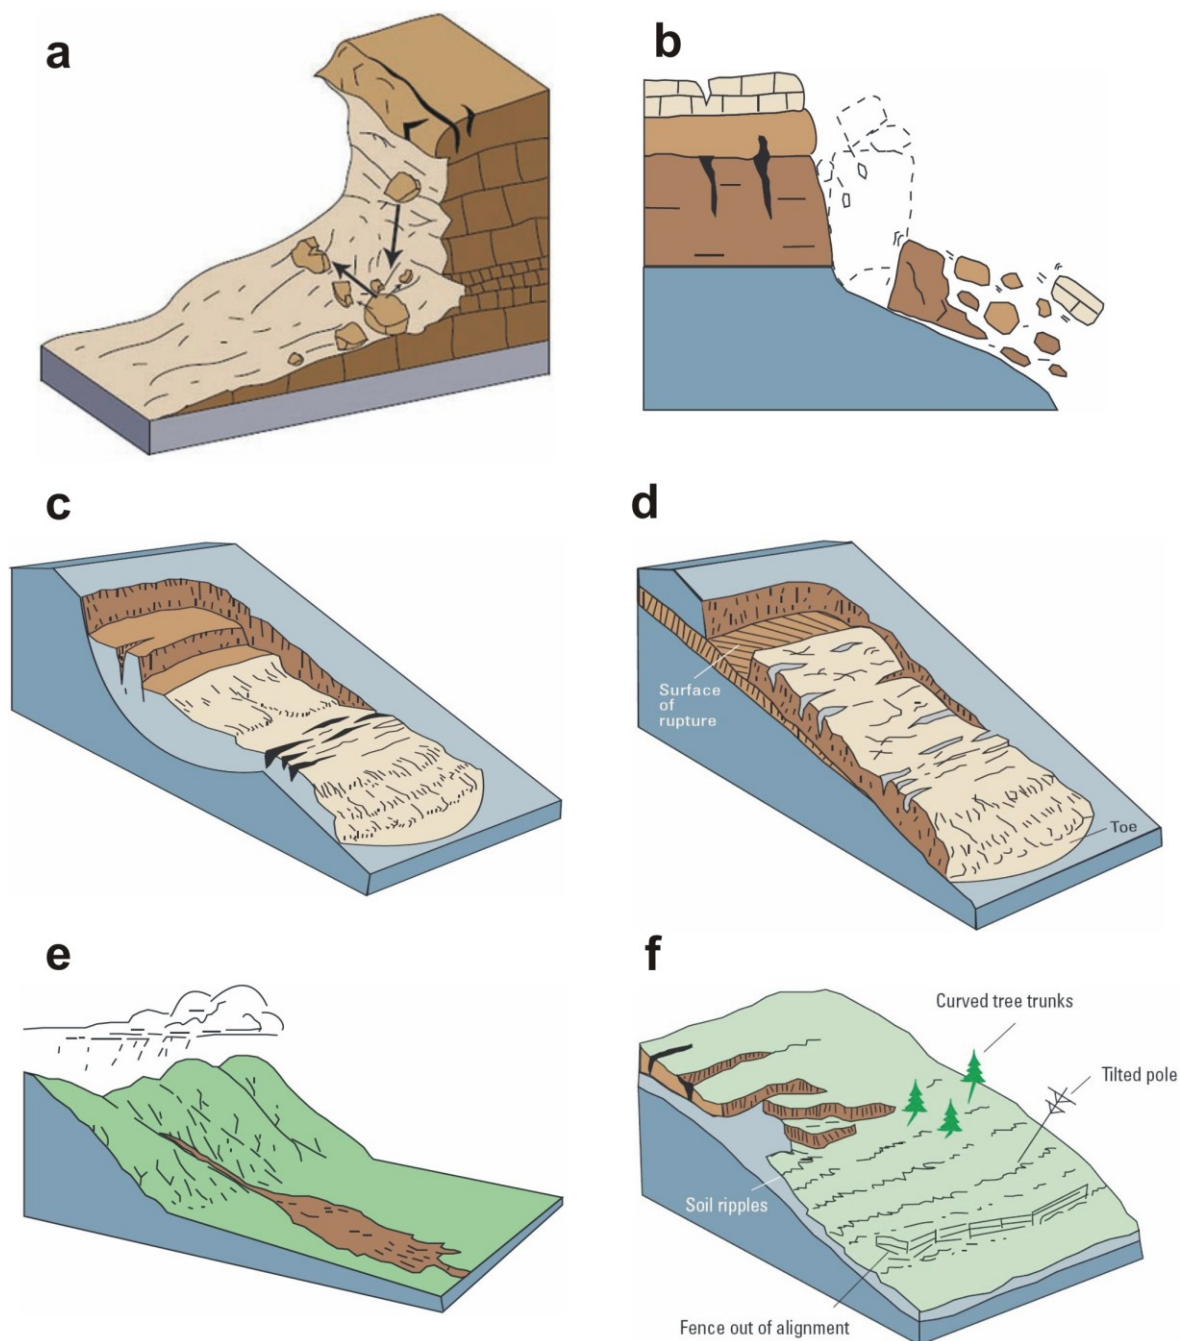 a
b
c
d
Surface
of
rupture
Toe
e
f
Curved tree trunks
Tilted pole
Soil ripples
Fence out of alignment